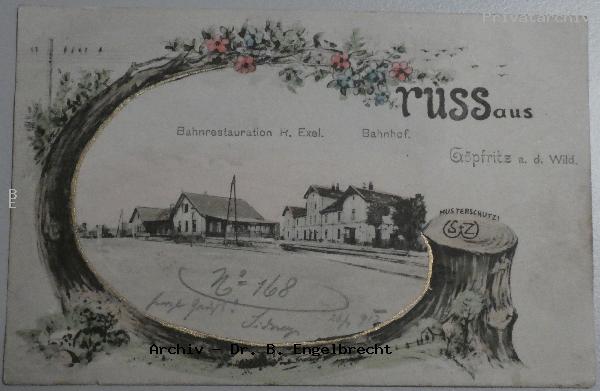 Privatarchiv
russ aus
Bahnrestauration K. Exel. Bahnhof.
Göpfritz a. d. Wild.
MUSTERSCHUTZ!
S&Z
No 168
Archiv - Dr. B. Engelbrecht